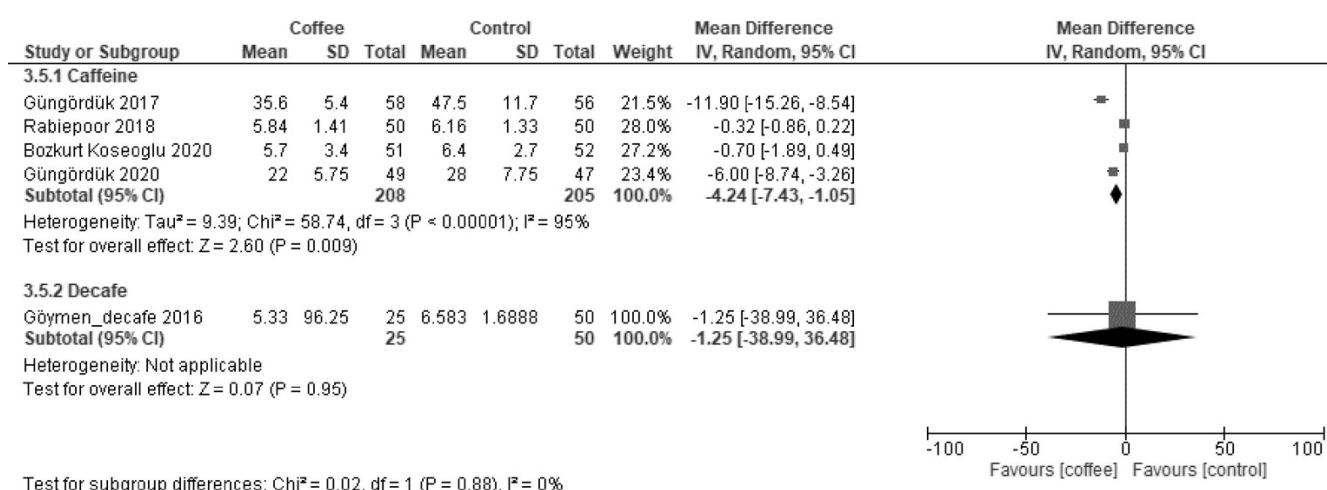 Coffee Control Mean Difference Mean Difference
Study or Subgroup Mean SD Total Mean SD Total Weight IV, Random, 95% CI IV, Random, 95% CI
3.5.1 Caffeine
Güngördük 2017 35.6 5.4 58 47.5 11.7 56 21.5% -11.90 [-15.26, -8.54]
Rabiepoor 2018 5.84 1.41 50 6.16 1.33 50 28.0% -0.32 [-0.86, 0.22]
Bozkurt Koseoglu 2020 5.7 3.4 51 6.4 2.7 52 27.2% -0.70 [-1.89, 0.49]
Güngördük 2020 22 5.75 49 28 7.75 47 23.4% -6.00 [-8.74, -3.26]
Subtotal (95% CI) 208 205 100.0% -4.24 [-7.43, -1.05]
Heterogeneity: Tau² = 9.39; Chi² = 58.74, df = 3 (P < 0.00001); I² = 95%
Test for overall effect: Z = 2.60 (P = 0.009)
3.5.2 Decafe
Göymen_decafe 2016 5.33 96.25 25 6.583 1.6888 50 100.0% -1.25 [-38.99, 36.48]
Subtotal (95% CI) 25 50 100.0% -1.25 [-38.99, 36.48]
Heterogeneity: Not applicable
Test for overall effect: Z = 0.07 (P = 0.95)
-100 -50 0 50 100
Favours [coffee] Favours [control]
Test for subgroup differences: Chi² = 0.02, df = 1 (P = 0.88), I² = 0%